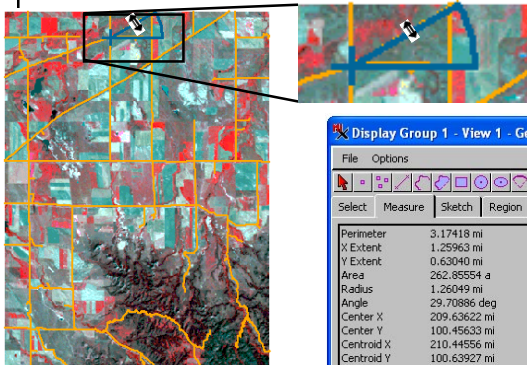 Display Group 1 - View 1 - Ge
File Options
Select Measure Sketch Region
Perimeter 3.17418 mi
X Extent 1.25963 mi
Y Extent 0.63040 mi
Area 262.85554 a
Radius 1.26049 mi
Angle 29.70886 deg
Center X 209.63622 mi
Center Y 100.45633 mi
Centroid X 210.44556 mi
Centroid Y 100.63927 mi